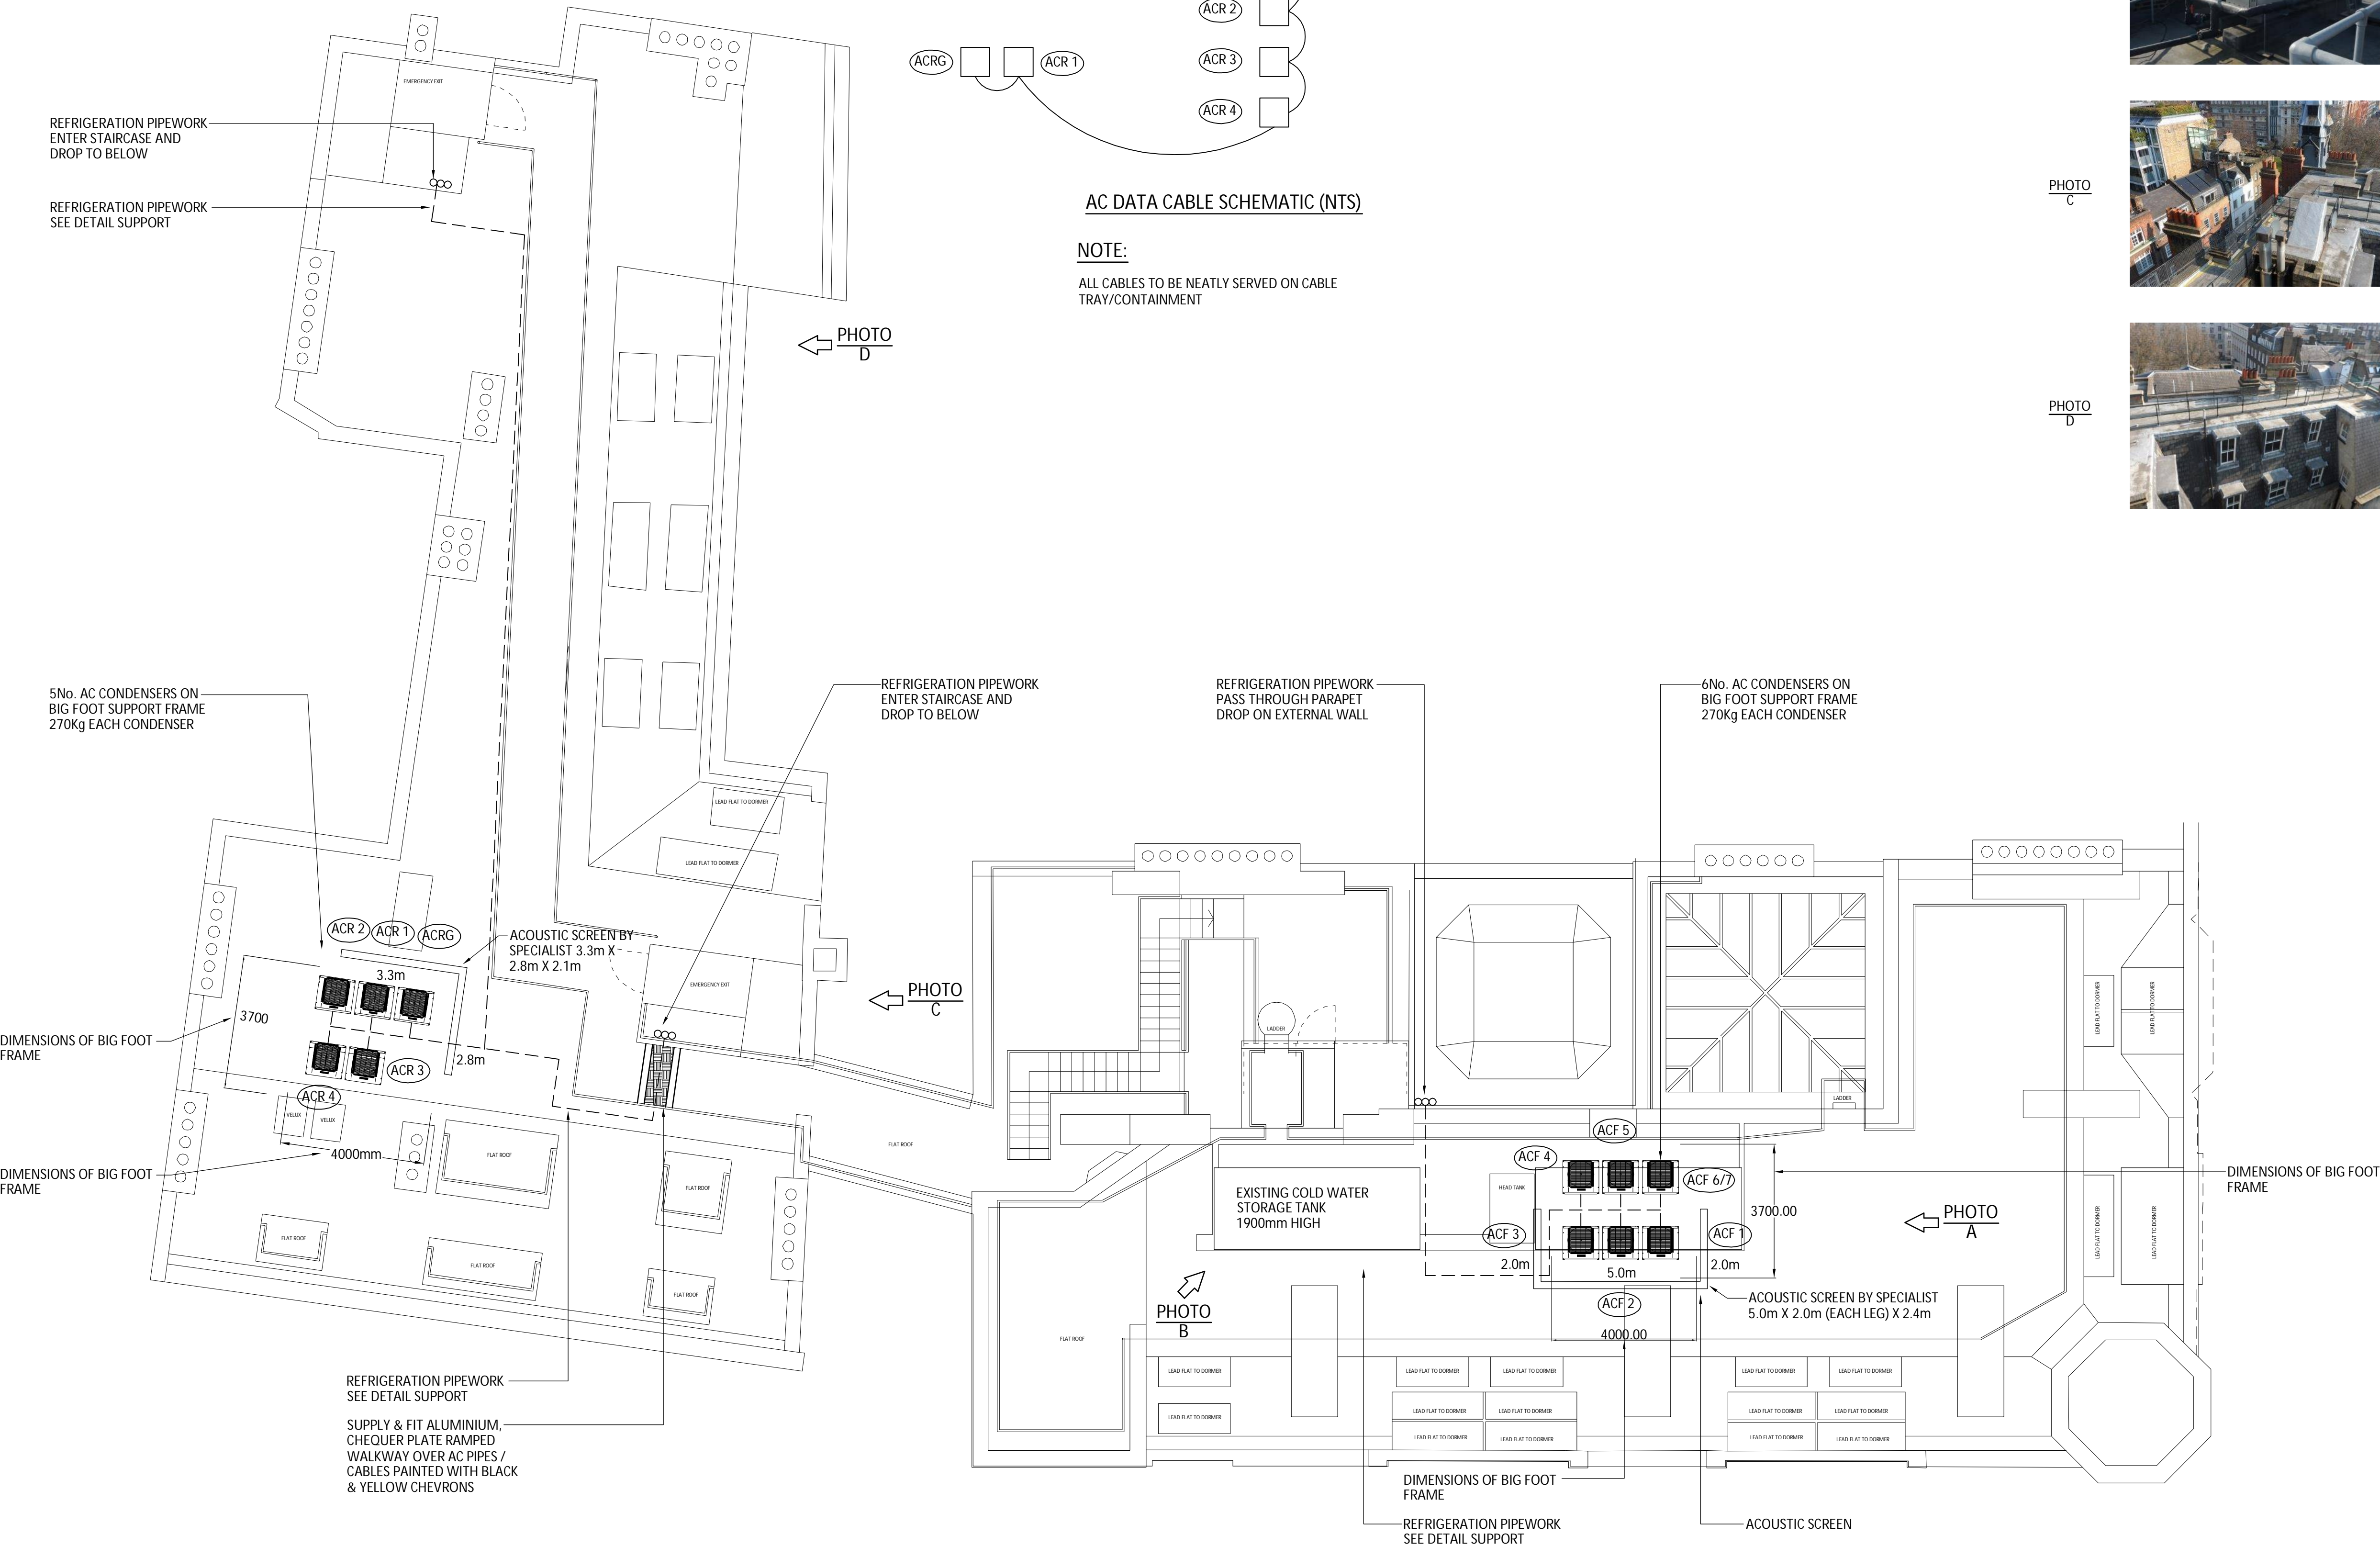 ACR 2
ACRG
ACR 1
ACR 3
ACR 4
AC DATA CABLE SCHEMATIC (NTS)
NOTE:
ALL CABLES TO BE NEATLY SERVED ON CABLE
TRAY/CONTAINMENT
PHOTO
C
PHOTO
D
EMERGENCY EXIT
REFRIGERATION PIPEWORK
ENTER STAIRCASE AND
DROP TO BELOW
REFRIGERATION PIPEWORK
SEE DETAIL SUPPORT
PHOTO
D
5No. AC CONDENSERS ON
BIG FOOT SUPPORT FRAME
270Kg EACH CONDENSER
REFRIGERATION PIPEWORK
ENTER STAIRCASE AND
DROP TO BELOW
REFRIGERATION PIPEWORK
PASS THROUGH PARAPET
DROP ON EXTERNAL WALL
6No. AC CONDENSERS ON
BIG FOOT SUPPORT FRAME
270Kg EACH CONDENSER
LEAD FLAT TO DORMER
LEAD FLAT TO DORMER
ACR 2
ACR 1
ACRG
ACOUSTIC SCREEN BY
SPECIALIST 3.3m X
2.8m X 2.1m
3.3m
3700
2.8m
ACR 3
ACR 4
EMERGENCY EXIT
PHOTO
C
DIMENSIONS OF BIG FOOT
FRAME
VELUX
VELUX
4000mm
DIMENSIONS OF BIG FOOT
FRAME
FLAT ROOF
FLAT ROOF
FLAT ROOF
FLAT ROOF
FLAT ROOF
FLAT ROOF
LADDER
LADDER
LEAD FLAT TO DORMER
LEAD FLAT TO DORMER
ACF 5
ACF 4
ACF 6/7
HEAD TANK
EXISTING COLD WATER
STORAGE TANK
1900mm HIGH
ACF 3
ACF 1
3700.00
DIMENSIONS OF BIG FOOT
FRAME
PHOTO
A
LEAD FLAT TO DORMER
LEAD FLAT TO DORMER
2.0m
5.0m
2.0m
ACF 2
ACOUSTIC SCREEN BY SPECIALIST
5.0m X 2.0m (EACH LEG) X 2.4m
PHOTO
B
4000.00
FLAT ROOF
LEAD FLAT TO DORMER
LEAD FLAT TO DORMER
LEAD FLAT TO DORMER
LEAD FLAT TO DORMER
LEAD FLAT TO DORMER
LEAD FLAT TO DORMER
LEAD FLAT TO DORMER
LEAD FLAT TO DORMER
LEAD FLAT TO DORMER
LEAD FLAT TO DORMER
LEAD FLAT TO DORMER
LEAD FLAT TO DORMER
LEAD FLAT TO DORMER
LEAD FLAT TO DORMER
REFRIGERATION PIPEWORK
SEE DETAIL SUPPORT
SUPPLY & FIT ALUMINIUM,
CHEQUER PLATE RAMPED
WALKWAY OVER AC PIPES /
CABLES PAINTED WITH BLACK
& YELLOW CHEVRONS
DIMENSIONS OF BIG FOOT
FRAME
REFRIGERATION PIPEWORK
SEE DETAIL SUPPORT
ACOUSTIC SCREEN